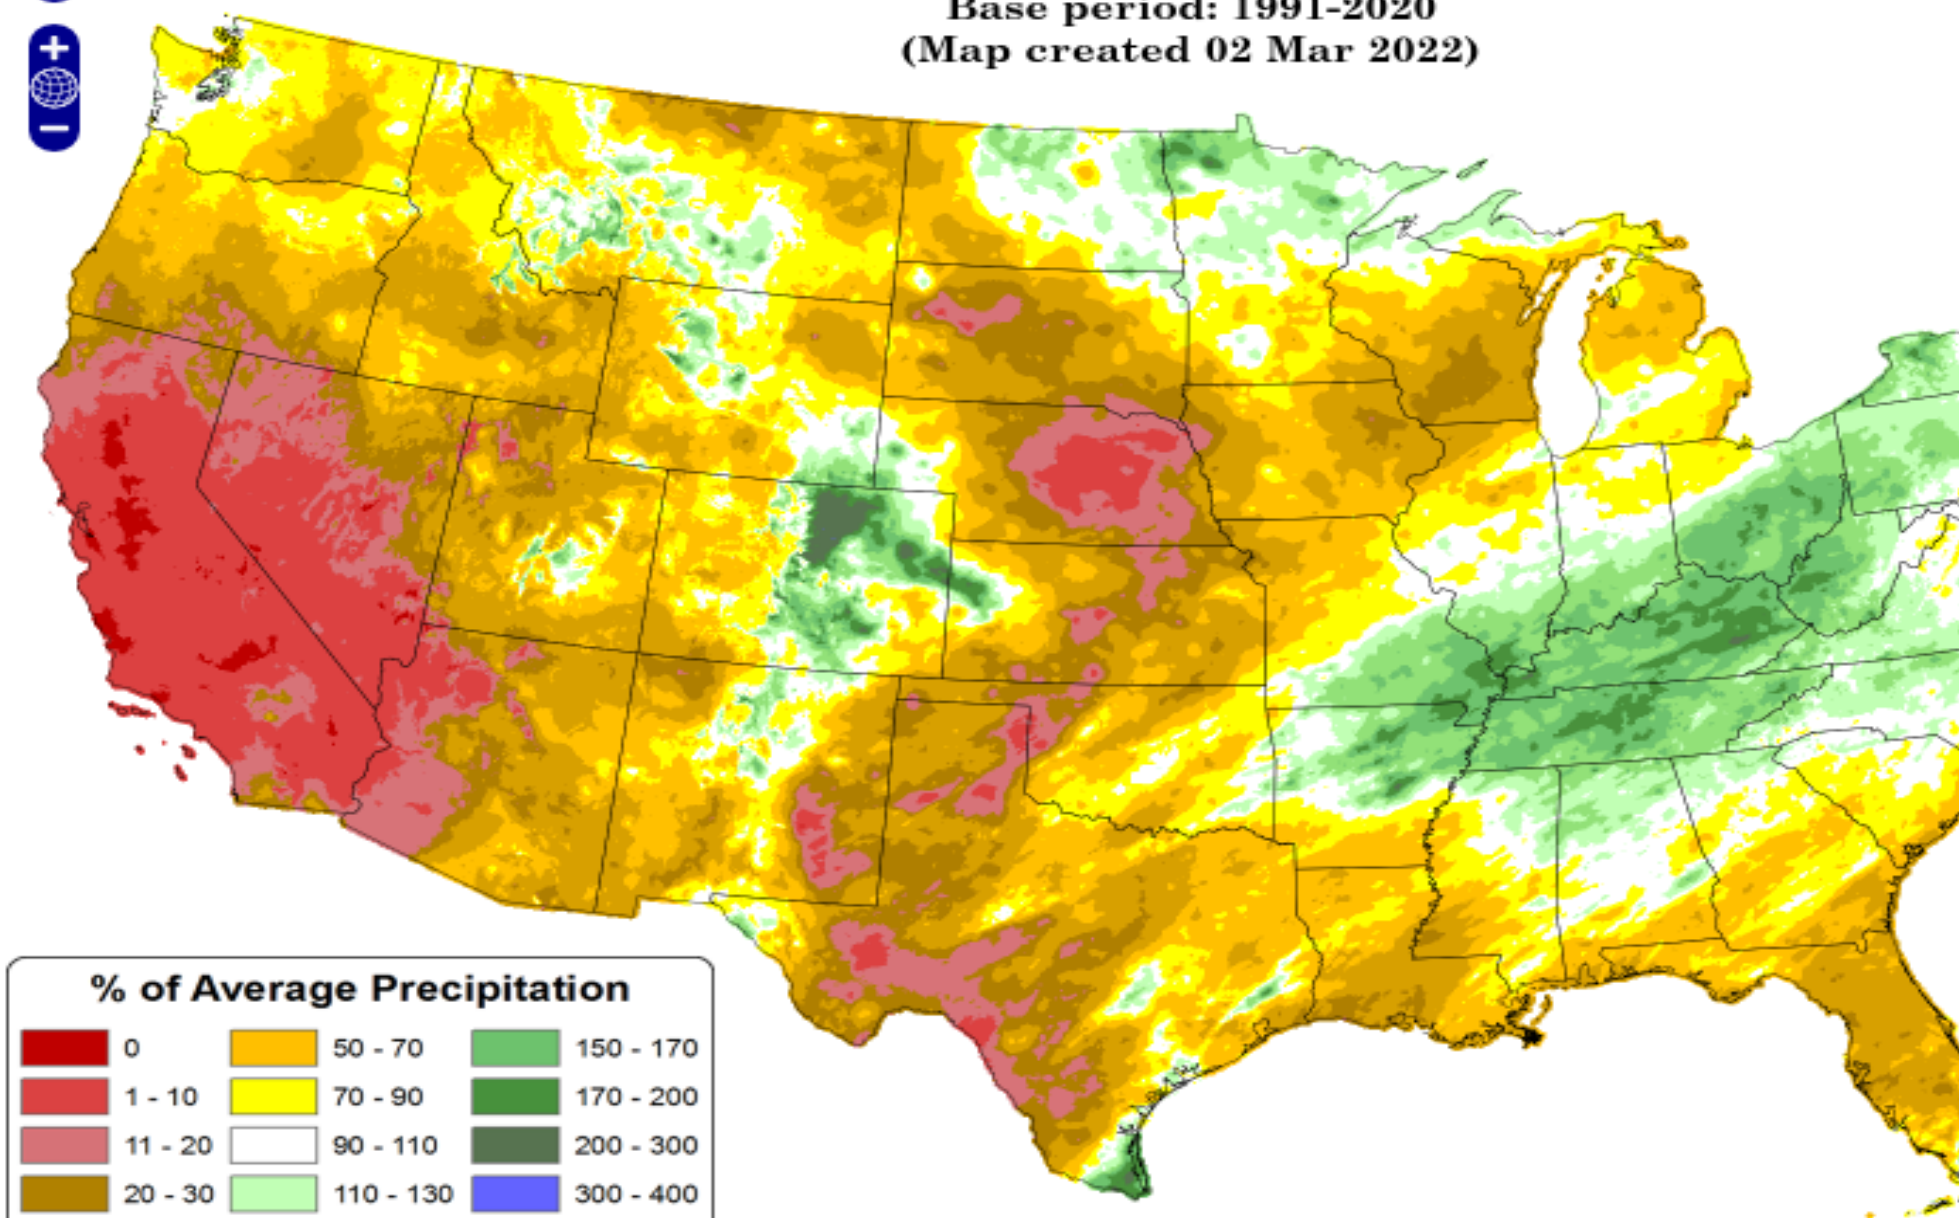 Base period: 1991-2020
(Map created 02 Mar 2022)
% of Average Precipitation
0
50 - 70
150 - 170
1 - 10
70 - 90
170 - 200
11 - 20
90 - 110
200 - 300
20 - 30
110 - 130
300 - 400